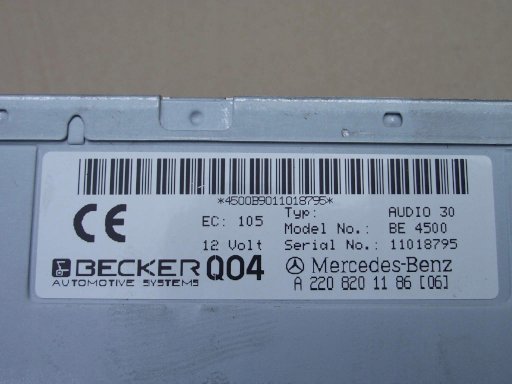 *4500B9011018795*
CE EC: 105 Typ: AUDIO 30
Model No.: BE 4500
12 Volt Serial No.: 11018795
BECKER Q04 Mercedes-Benz
AUTOMOTIVE SYSTEMS A 220 820 11 86 [06]